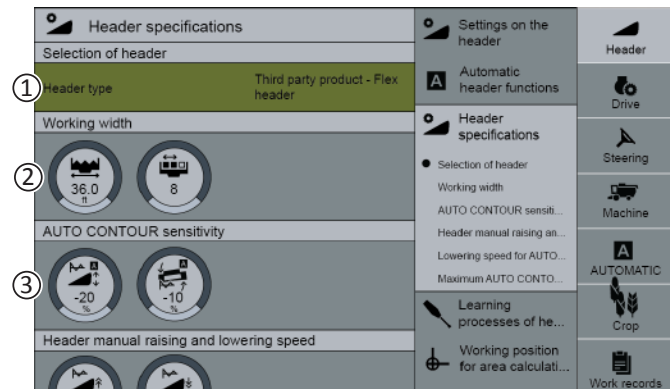 Header specifications
Selection of header
1
Header type
Third party product - Flex
header
Working width
2
36.0
ft
8
AUTO CONTOUR sensitivity
3
A
-20
%
A
-10
%
Header manual raising and lowering speed
Settings on the
header
A
Automatic
header functions
Header
specifications
Selection of header
Working width
AUTO CONTOUR sensiti...
Header manual raising an...
Lowering speed for AUTO...
Maximum AUTO CONTO...
Learning
processes of he...
Working position
for area calculati...
Header
Drive
Steering
Machine
A
AUTOMATIC
Crop
Work records